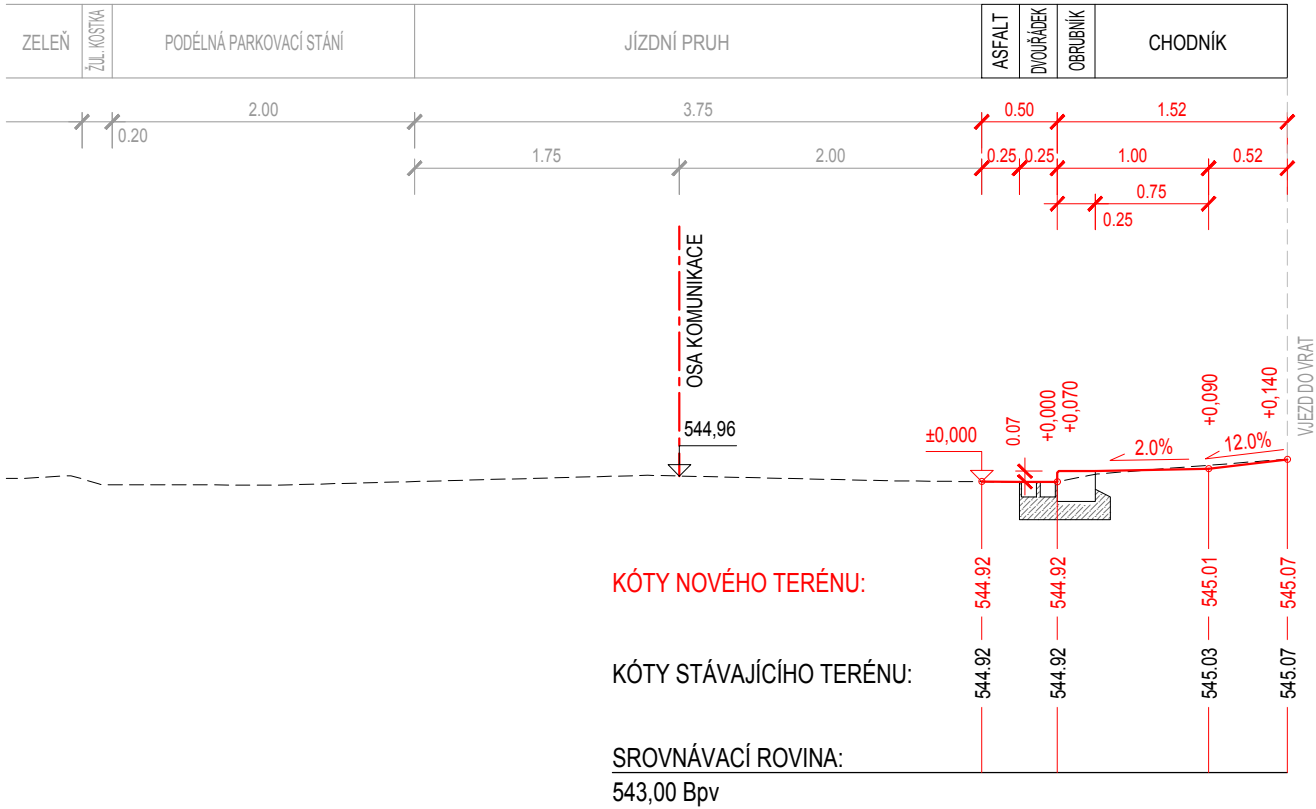 ZELEŇ
ŽUL. KOSTKA
PODÉLNÁ PARKOVACÍ STÁNÍ
JÍZDNÍ PRUH
ASFALT
DVOUŘÁDEK
OBRUBNÍK
CHODNÍK
2.00
3.75
0.50
1.52
0.20
1.75
2.00
0.25
0.25
1.00
0.52
0.75
0.25
OSA KOMUNIKACE
VJEZD DO VRAT
544,96
±0,000
0.07
+0,000
+0,070
+0,090
+0,140
2.0%
12.0%
KÓTY NOVÉHO TERÉNU:
544.92
544.92
545.01
545.07
KÓTY STÁVAJÍCÍHO TERÉNU:
544.92
544.92
545.03
545.07
SROVNÁVACÍ ROVINA:
543,00 Bpv